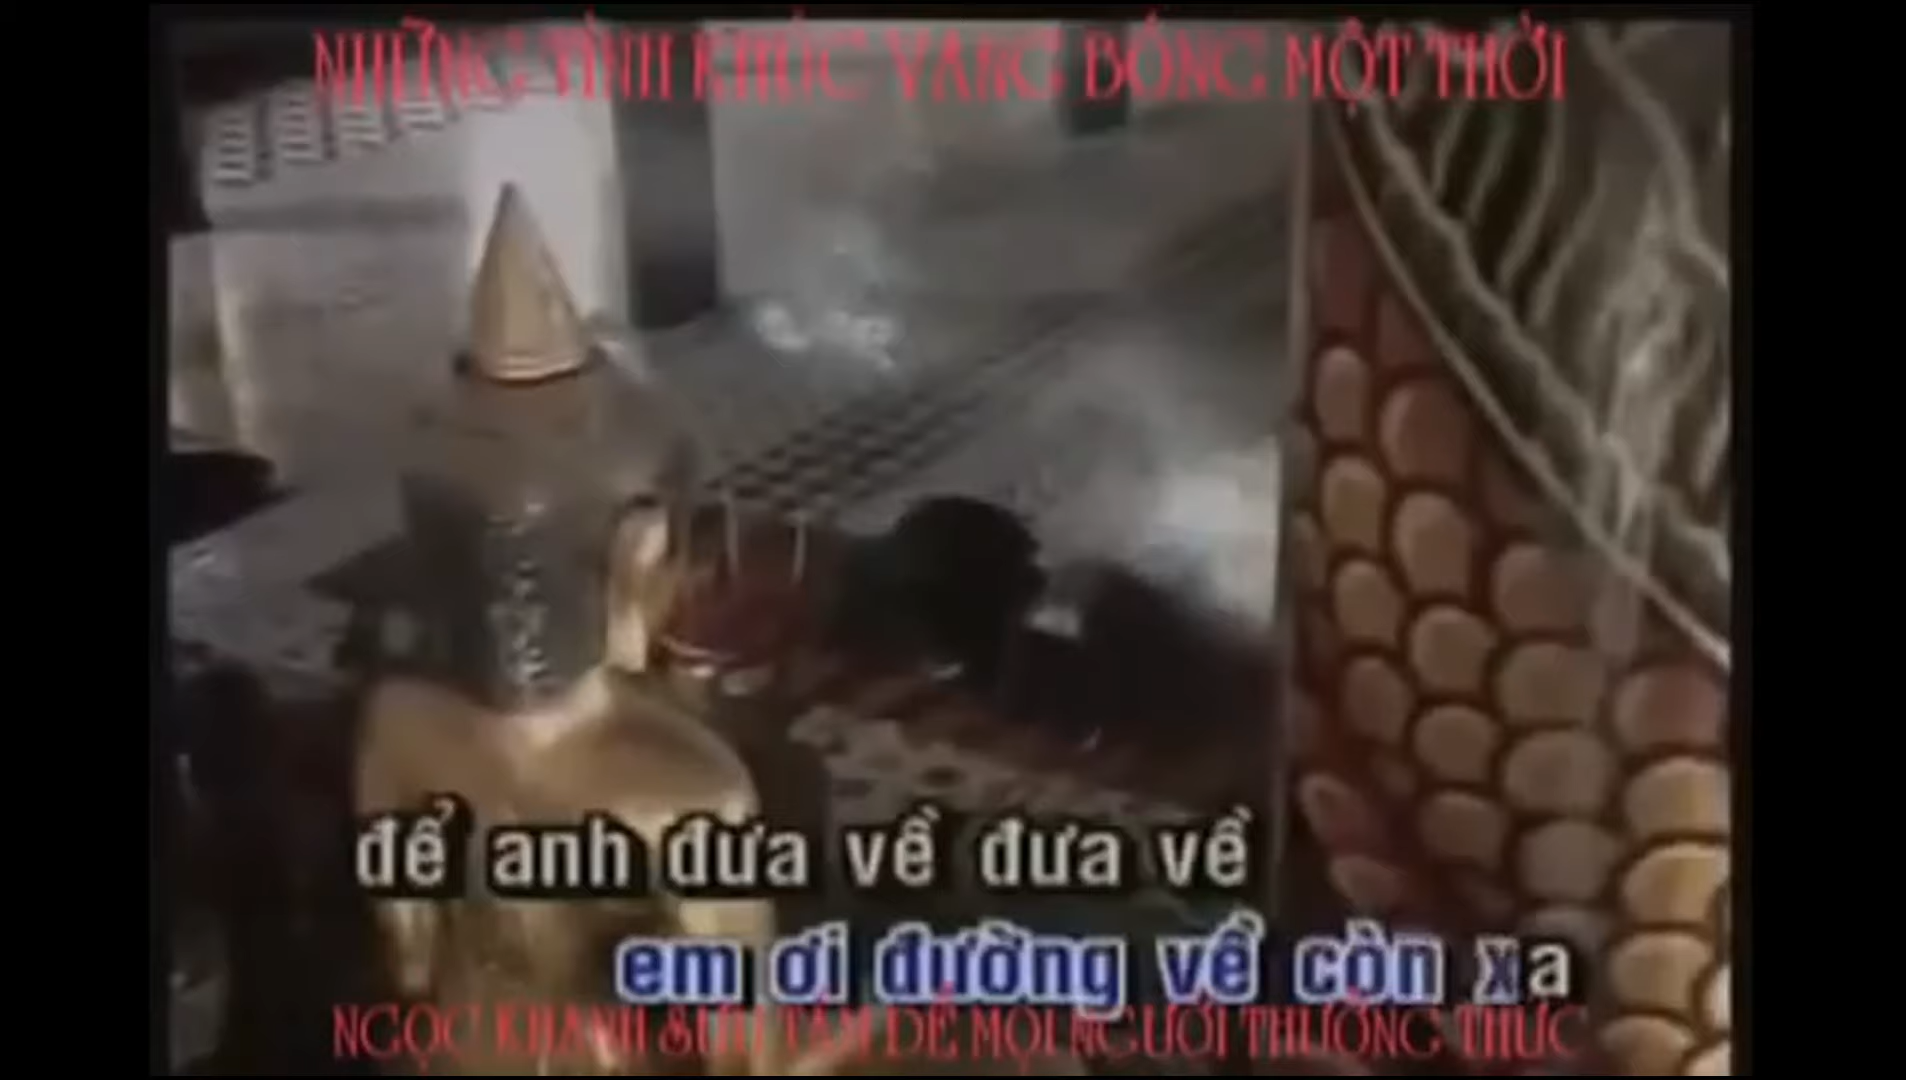 NHỮNG TÌNH KHÚC VANG BÓNG MỘT THỜI
để anh đưa về đưa về
em ơi đường về còn xa
NGỌC KHANH SƯU TẦM ĐỂ MỌI NGƯỜI THƯỞNG THỨC